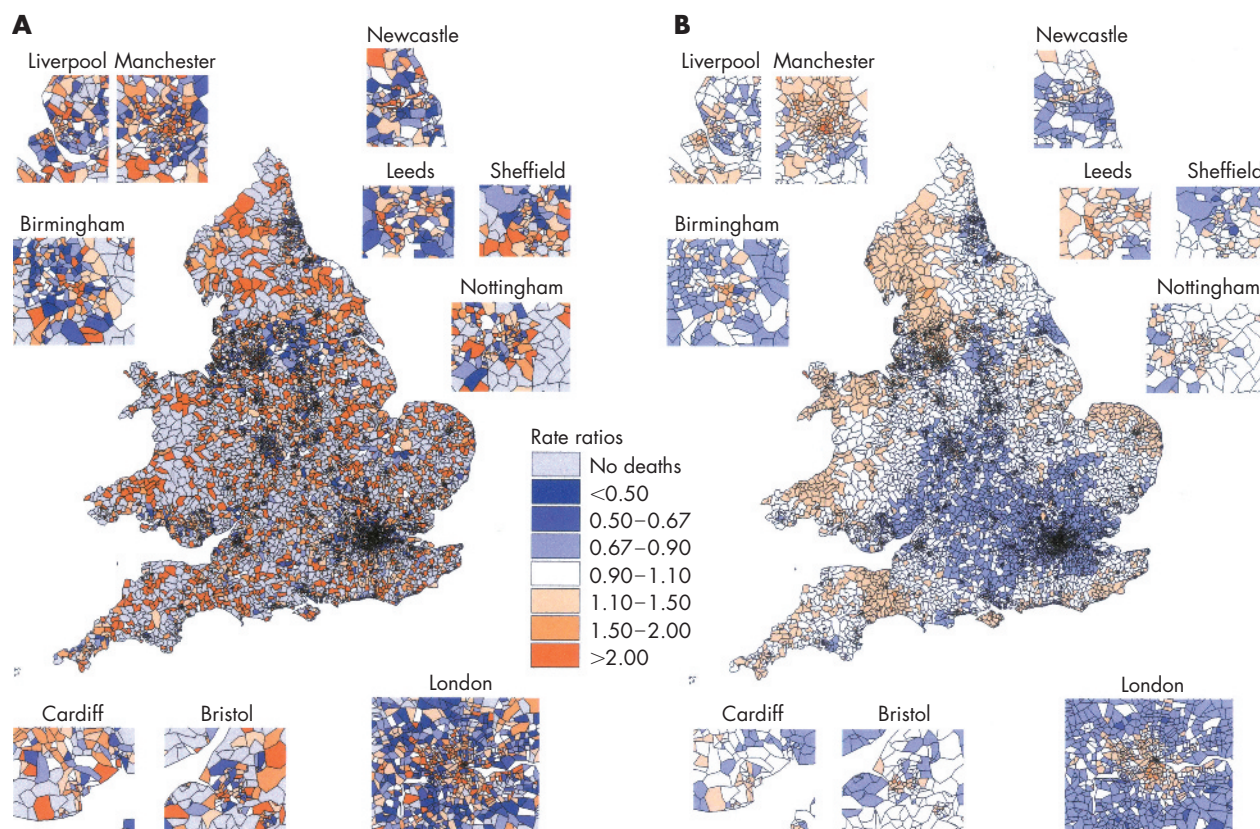 A
Newcastle
Liverpool Manchester
Leeds Sheffield
Birmingham
Nottingham
Rate ratios
No deaths
<0.50
0.50–0.67
0.67–0.90
0.90–1.10
1.10–1.50
1.50–2.00
>2.00
London
Cardiff Bristol
B
Newcastle
Liverpool Manchester
Leeds Sheffield
Birmingham
Nottingham
London
Cardiff Bristol